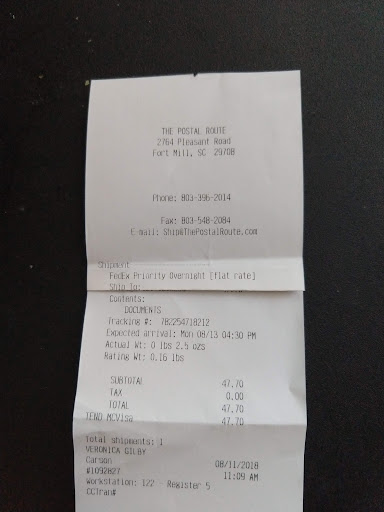 THE POSTAL ROUTE
2764 Pleasant Road
Fort Mill, SC 29708
Phone: 803-396-2014
Fax: 803-548-2084
E-mail: Ship@ThePostalRoute.com
Shipment
FedEx Priority Overnight [flat rate]
Ship To:
Contents:
DOCUMENTS
Tracking #: 782254718212
Expected arrival: Mon 08/13 04:30 PM
Actual Wt: 0 lbs 2.5 ozs
Rating Wt: 0.16 lbs
SUBTOTAL 47.70
TAX 0.00
TOTAL 47.70
TEND MCVisa 47.70
Total shipments: 1
VERONICA GILBY
Carson 08/11/2018
#1092827 11:09 AM
Workstation: 122 - Register 5
CCTran#